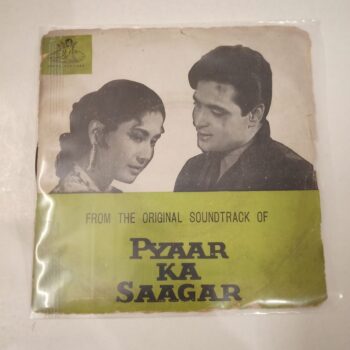 FROM THE ORIGINAL SOUNDTRACK OF
PYAAR
KA
SAAGAR